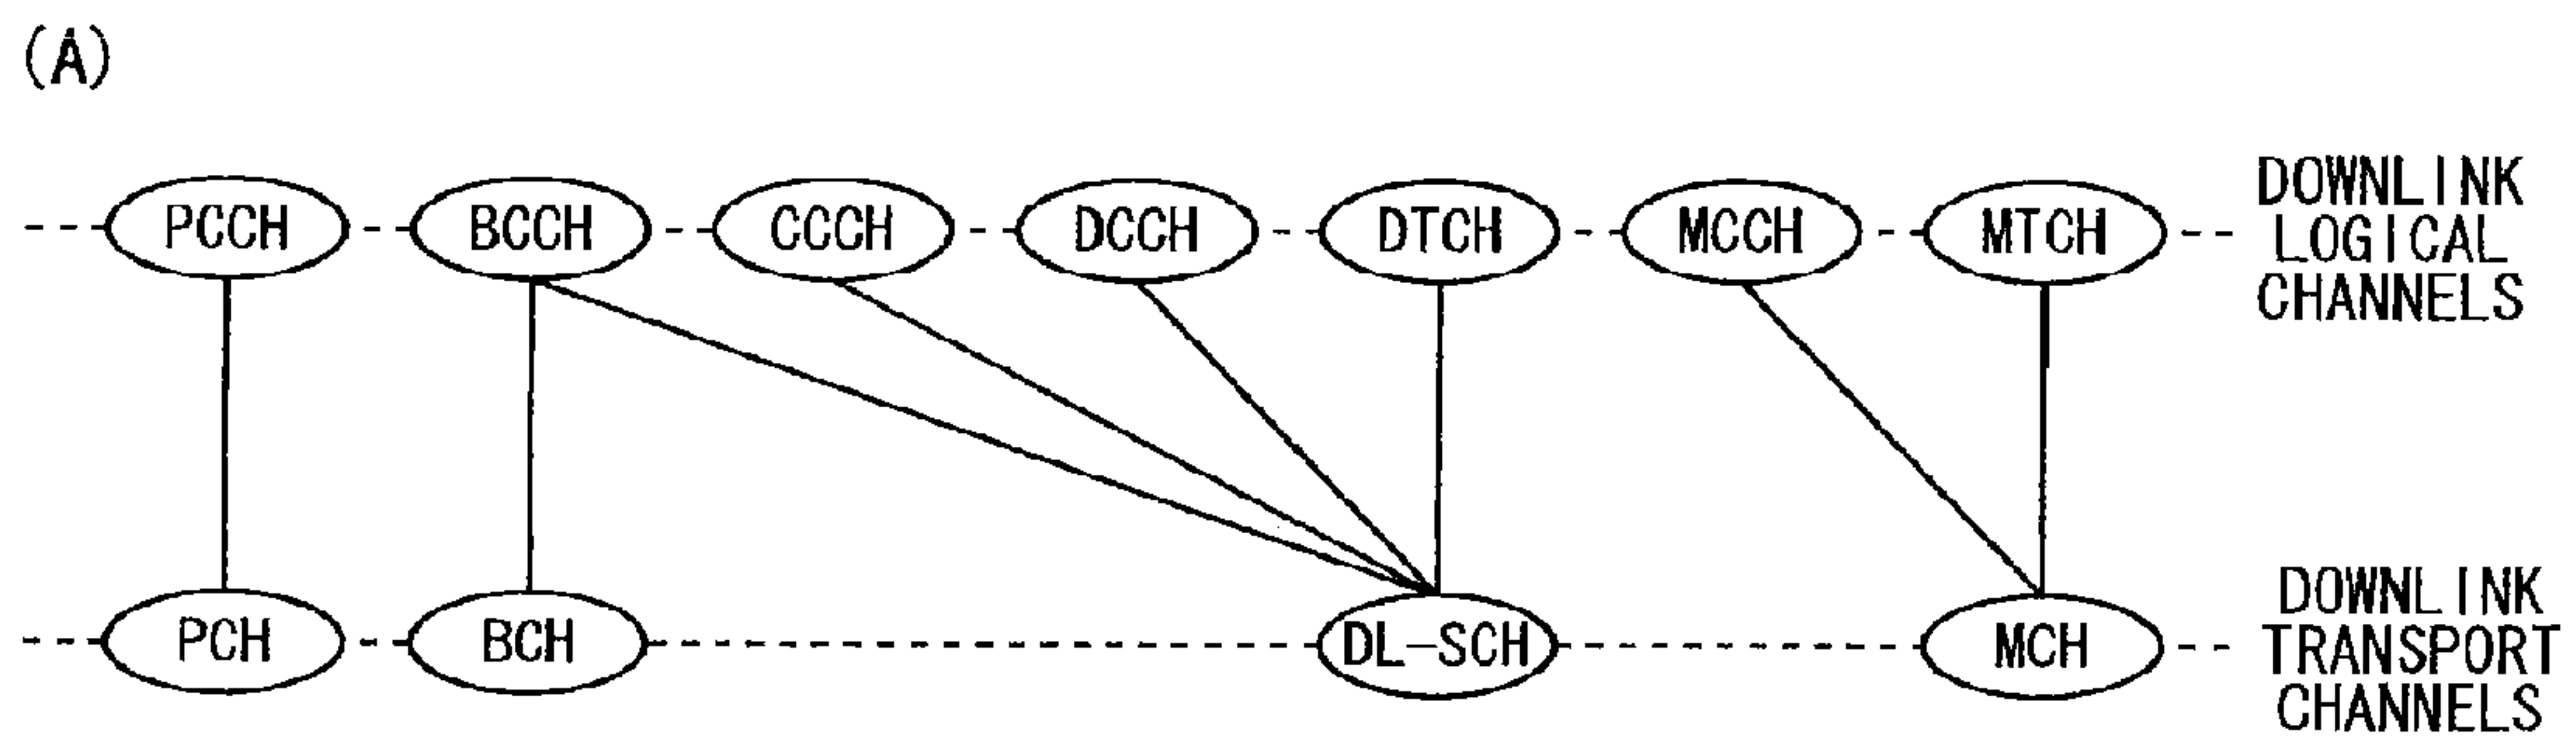 (A)
PCCH BCCH CCCH DCCH DTCH MCCH MTCH
DOWNLINK
LOGICAL
CHANNELS
PCH BCH DL-SCH MCH
DOWNLINK
TRANSPORT
CHANNELS